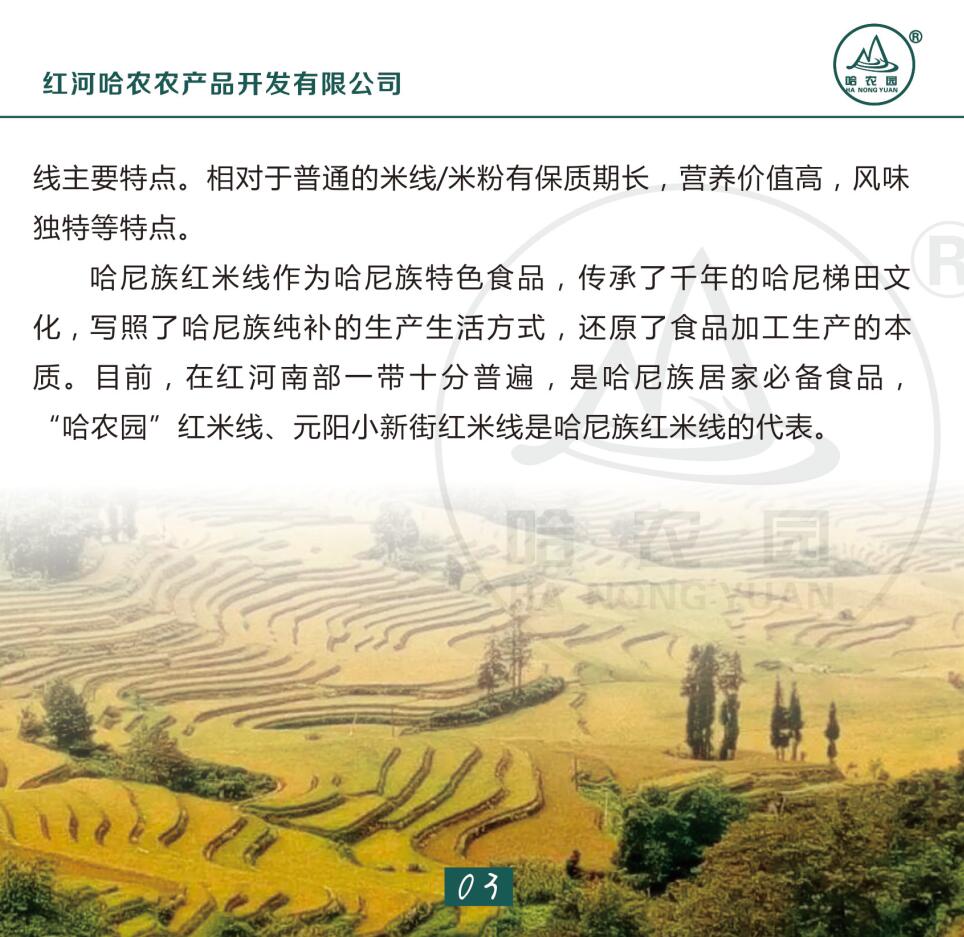 红河哈农农产品开发有限公司
®
哈 农 园
HA NONG YUAN
线主要特点。相对于普通的米线/米粉有保质期长，营养价值高，风味
独特等特点。
哈尼族红米线作为哈尼族特色食品，传承了千年的哈尼梯田文
化，写照了哈尼族纯补的生产生活方式，还原了食品加工生产的本
质。目前，在红河南部一带十分普遍，是哈尼族居家必备食品，
“哈农园”红米线、元阳小新街红米线是哈尼族红米线的代表。
®
哈 农 园
HA NONG YUAN
03